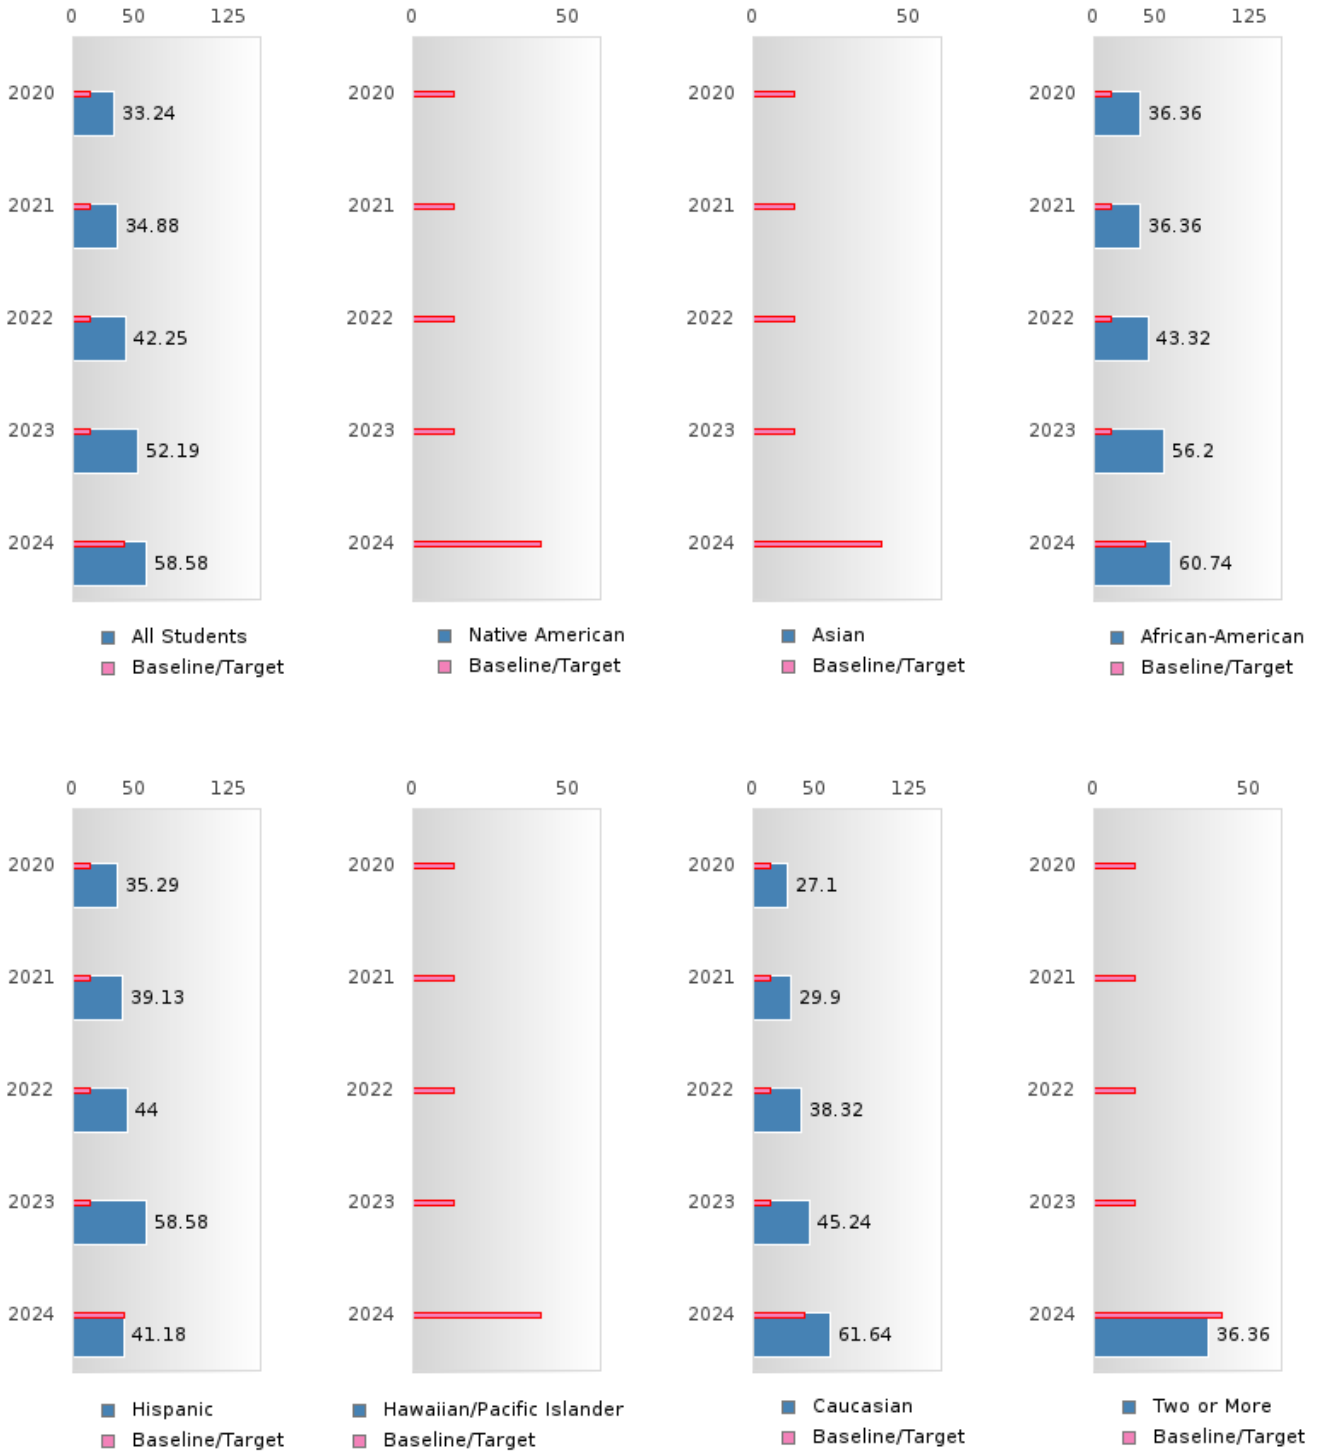 0 50 125
2020 33.24
2021 34.88
2022 42.25
2023 52.19
2024 58.58
All Students
Baseline/Target
0 50
2020
2021
2022
2023
2024
Native American
Baseline/Target
0 50
2020
2021
2022
2023
2024
Asian
Baseline/Target
0 50 125
2020 36.36
2021 36.36
2022 43.32
2023 56.2
2024 60.74
African-American
Baseline/Target
0 50 125
2020 35.29
2021 39.13
2022 44
2023 58.58
2024 41.18
Hispanic
Baseline/Target
0 50
2020
2021
2022
2023
2024
Hawaiian/Pacific Islander
Baseline/Target
0 50 125
2020 27.1
2021 29.9
2022 38.32
2023 45.24
2024 61.64
Caucasian
Baseline/Target
0 50
2020
2021
2022
2023
2024 36.36
Two or More
Baseline/Target